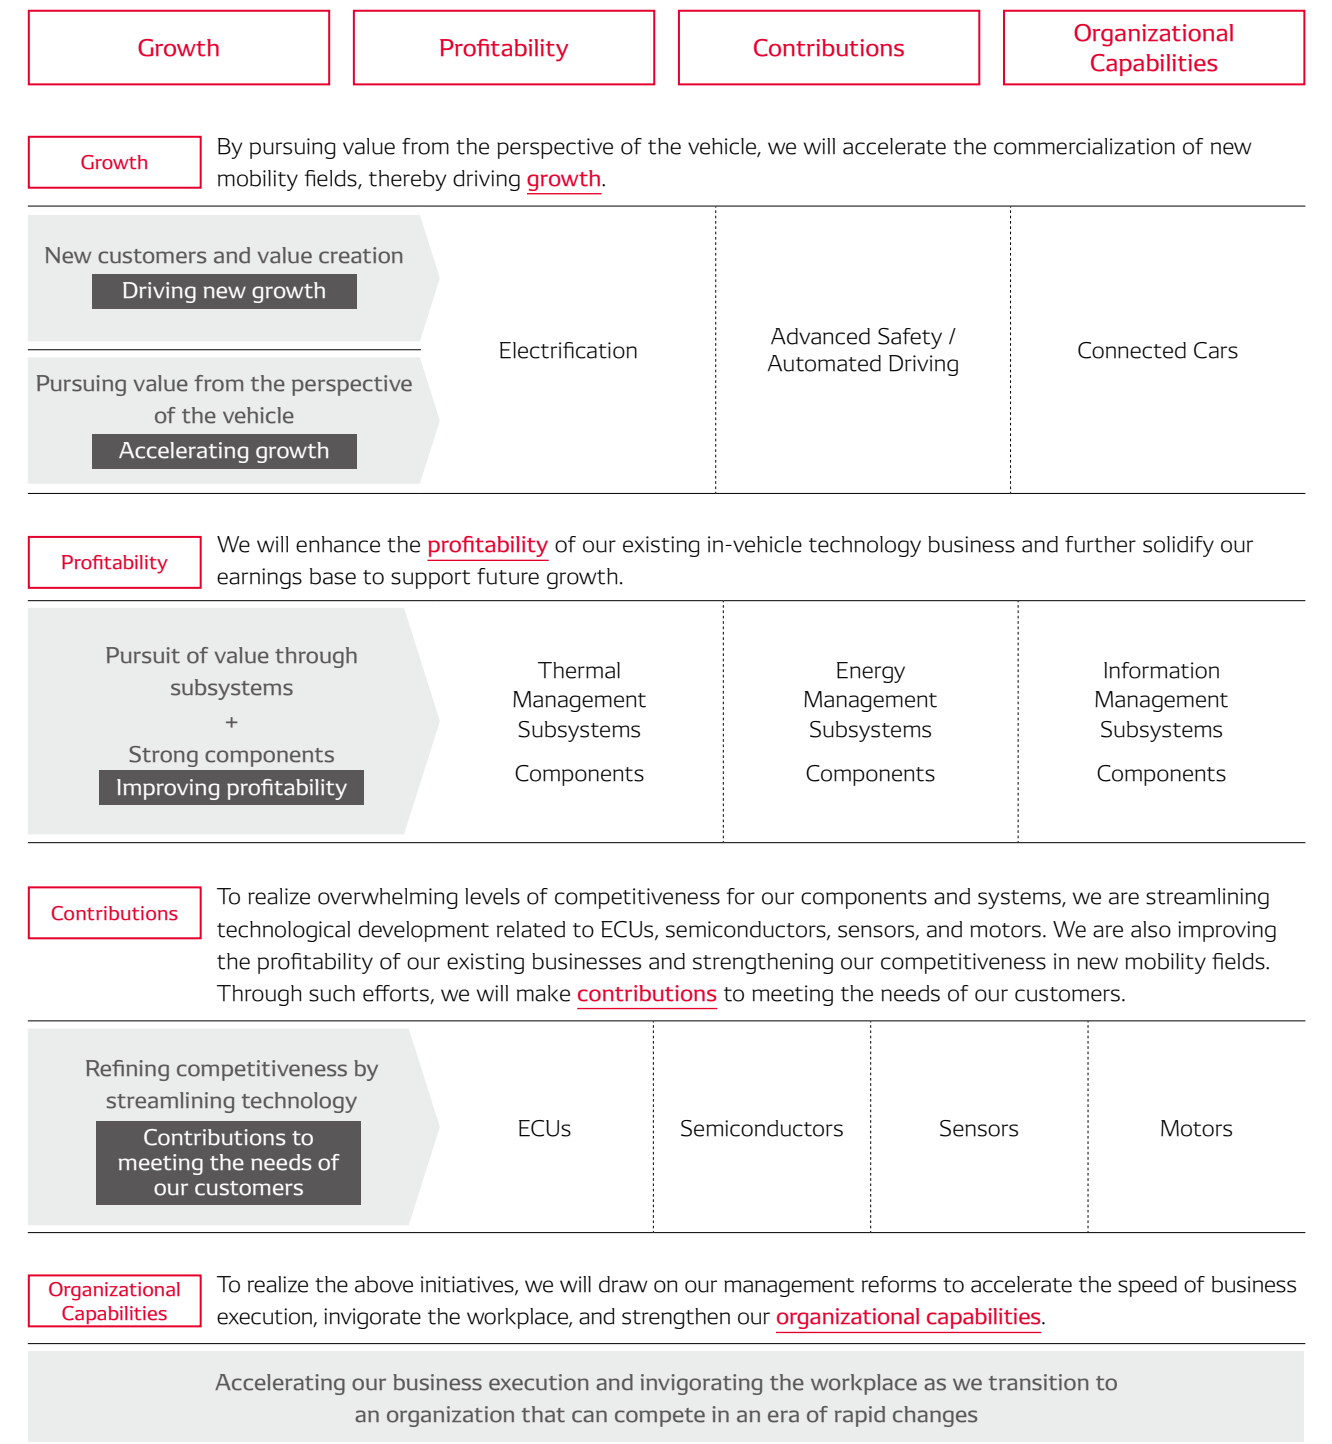 Growth
Profitability
Contributions
Organizational
Capabilities
Growth
By pursuing value from the perspective of the vehicle, we will accelerate the commercialization of new
mobility fields, thereby driving growth.
New customers and value creation
Driving new growth
Pursuing value from the perspective
of the vehicle
Accelerating growth
Electrification
Advanced Safety /
Automated Driving
Connected Cars
Profitability
We will enhance the profitability of our existing in-vehicle technology business and further solidify our
earnings base to support future growth.
Pursuit of value through
subsystems
+
Strong components
Improving profitability
Thermal
Management
Subsystems
Components
Energy
Management
Subsystems
Components
Information
Management
Subsystems
Components
Contributions
To realize overwhelming levels of competitiveness for our components and systems, we are streamlining
technological development related to ECUs, semiconductors, sensors, and motors. We are also improving
the profitability of our existing businesses and strengthening our competitiveness in new mobility fields.
Through such efforts, we will make contributions to meeting the needs of our customers.
Refining competitiveness by
streamlining technology
Contributions to
meeting the needs of
our customers
ECUs
Semiconductors
Sensors
Motors
Organizational
Capabilities
To realize the above initiatives, we will draw on our management reforms to accelerate the speed of business
execution, invigorate the workplace, and strengthen our organizational capabilities.
Accelerating our business execution and invigorating the workplace as we transition to
an organization that can compete in an era of rapid changes